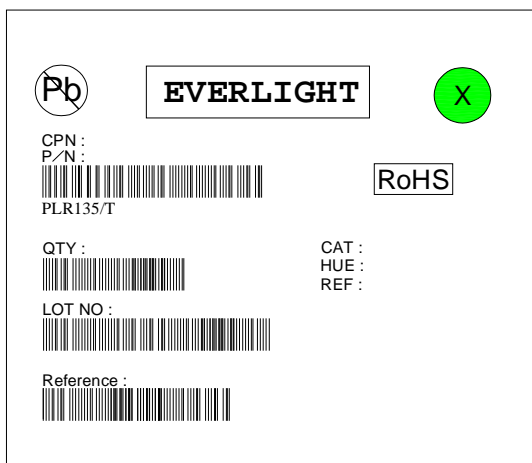 Pb
EVERLIGHT
X
CPN :
P/N :
RoHS
PLR135/T
QTY :
CAT :
HUE :
REF :
LOT NO :
Reference :